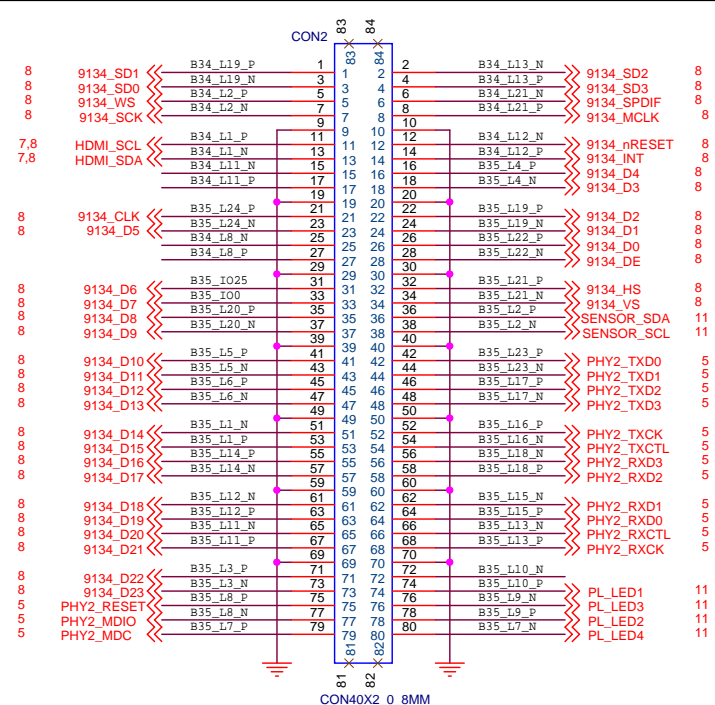 83 84
CON2
83 84
8 9134_SD1 B34_L19_P 1 1 2 2 B34_L13_N 9134_SD2 8
8 9134_SD0 B34_L19_N 3 3 4 4 B34_L13_P 9134_SD3 8
8 9134_WS B34_L2_P 5 5 6 6 B34_L21_N 9134_SPDIF 8
8 9134_SCK B34_L2_N 7 7 8 8 B34_L21_P 9134_MCLK 8
9 9 10 10
7,8 HDMI_SCL B34_L1_P 11 11 12 12 B34_L12_N 9134_nRESET 8
7,8 HDMI_SDA B34_L1_N 13 13 14 14 B34_L12_P 9134_INT 8
B34_L11_N 15 15 16 16 B35_L4_P 9134_D4 8
B34_L11_P 17 17 18 18 B35_L4_N 9134_D3 8
19 19 20 20
8 9134_CLK B35_L24_P 21 21 22 22 B35_L19_P 9134_D2 8
8 9134_D5 B35_L24_N 23 23 24 24 B35_L19_N 9134_D1 8
B34_L8_N 25 25 26 26 B35_L22_P 9134_D0 8
B34_L8_P 27 27 28 28 B35_L22_N 9134_DE 8
29 29 30 30
8 9134_D6 B35_IO25 31 31 32 32 B35_L21_P 9134_HS 8
8 9134_D7 B35_IO0 33 33 34 34 B35_L21_N 9134_VS 8
8 9134_D8 B35_L20_P 35 35 36 36 B35_L2_P SENSOR_SDA 11
8 9134_D9 B35_L20_N 37 37 38 38 B35_L2_N SENSOR_SCL 11
39 39 40 40
8 9134_D10 B35_L5_P 41 41 42 42 B35_L23_P PHY2_TXD0 5
8 9134_D11 B35_L5_N 43 43 44 44 B35_L23_N PHY2_TXD1 5
8 9134_D12 B35_L6_P 45 45 46 46 B35_L17_P PHY2_TXD2 5
8 9134_D13 B35_L6_N 47 47 48 48 B35_L17_N PHY2_TXD3 5
49 49 50 50
8 9134_D14 B35_L1_N 51 51 52 52 B35_L16_P PHY2_TXCK 5
8 9134_D15 B35_L1_P 53 53 54 54 B35_L16_N PHY2_TXCTL 5
8 9134_D16 B35_L14_P 55 55 56 56 B35_L18_N PHY2_RXD3 5
8 9134_D17 B35_L14_N 57 57 58 58 B35_L18_P PHY2_RXD2 5
59 59 60 60
8 9134_D18 B35_L12_N 61 61 62 62 B35_L15_N PHY2_RXD1 5
8 9134_D19 B35_L12_P 63 63 64 64 B35_L15_P PHY2_RXD0 5
8 9134_D20 B35_L11_N 65 65 66 66 B35_L13_N PHY2_RXCTL 5
8 9134_D21 B35_L11_P 67 67 68 68 B35_L13_P PHY2_RXCK 5
69 69 70 70
8 9134_D22 B35_L3_P 71 71 72 72 B35_L10_N
8 9134_D23 B35_L3_N 73 73 74 74 B35_L10_P PL_LED1 11
5 PHY2_RESET B35_L8_P 75 75 76 76 B35_L9_N PL_LED3 11
5 PHY2_MDIO B35_L8_N 77 77 78 78 B35_L9_P PL_LED2 11
5 PHY2_MDC B35_L7_P 79 79 80 80 B35_L7_N PL_LED4 11
81 82
81 82
CON40X2_0_8MM